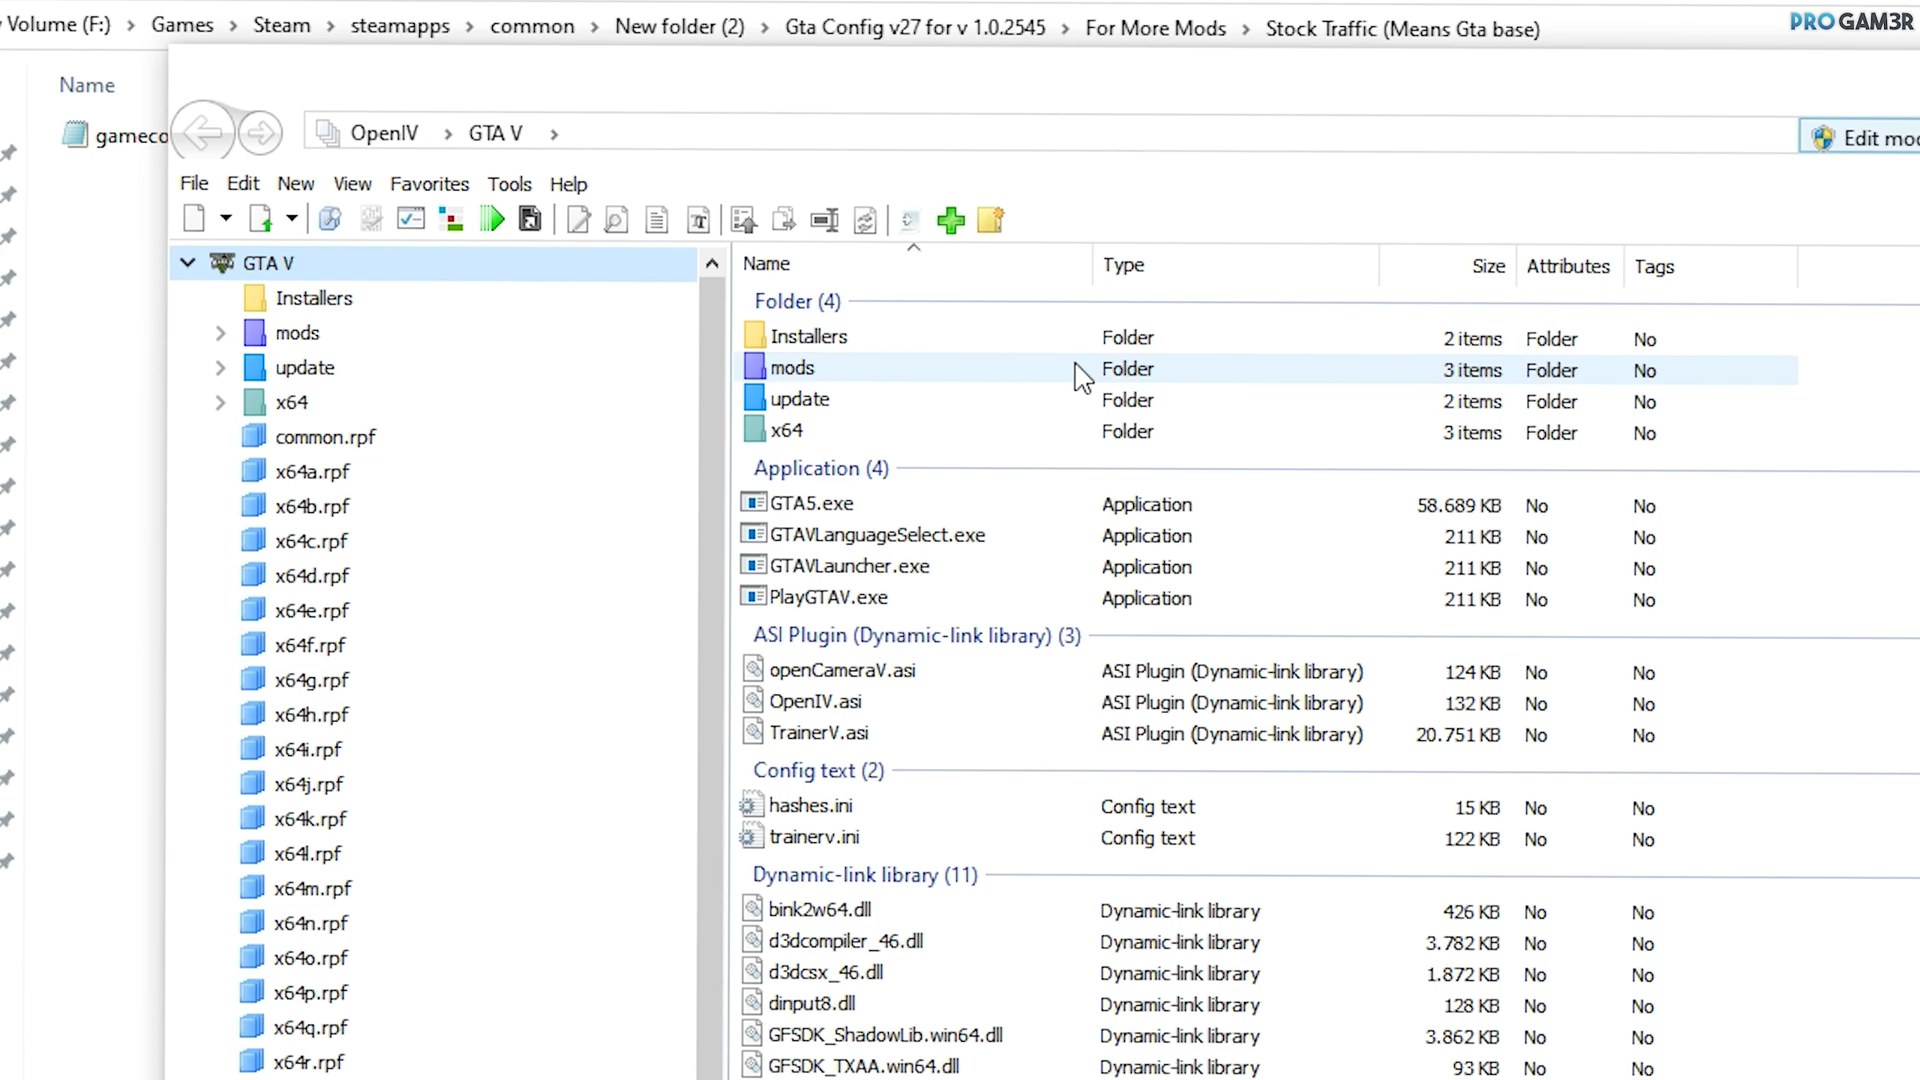 Volume (F:) › Games › Steam › steamapps › common › New folder (2) › Gta Config v27 for v 1.0.2545 › For More Mods › Stock Traffic (Means Gta base)
PROGAM3R
Name
gameco
OpenIV › GTA V ›
Edit mod
File Edit New View Favorites Tools Help
GTA V
Installers
mods
update
x64
common.rpf
x64a.rpf
x64b.rpf
x64c.rpf
x64d.rpf
x64e.rpf
x64f.rpf
x64g.rpf
x64h.rpf
x64i.rpf
x64j.rpf
x64k.rpf
x64l.rpf
x64m.rpf
x64n.rpf
x64o.rpf
x64p.rpf
x64q.rpf
x64r.rpf
Name Type Size Attributes Tags
Folder (4)
Installers Folder 2 items Folder No
mods Folder 3 items Folder No
update Folder 2 items Folder No
x64 Folder 3 items Folder No
Application (4)
GTA5.exe Application 58.689 KB No No
GTAVLanguageSelect.exe Application 211 KB No No
GTAVLauncher.exe Application 211 KB No No
PlayGTAV.exe Application 211 KB No No
ASI Plugin (Dynamic-link library) (3)
openCameraV.asi ASI Plugin (Dynamic-link library) 124 KB No No
OpenIV.asi ASI Plugin (Dynamic-link library) 132 KB No No
TrainerV.asi ASI Plugin (Dynamic-link library) 20.751 KB No No
Config text (2)
hashes.ini Config text 15 KB No No
trainerv.ini Config text 122 KB No No
Dynamic-link library (11)
bink2w64.dll Dynamic-link library 426 KB No No
d3dcompiler_46.dll Dynamic-link library 3.782 KB No No
d3dcsx_46.dll Dynamic-link library 1.872 KB No No
dinput8.dll Dynamic-link library 128 KB No No
GFSDK_ShadowLib.win64.dll Dynamic-link library 3.862 KB No No
GFSDK_TXAA.win64.dll Dynamic-link library 93 KB No No